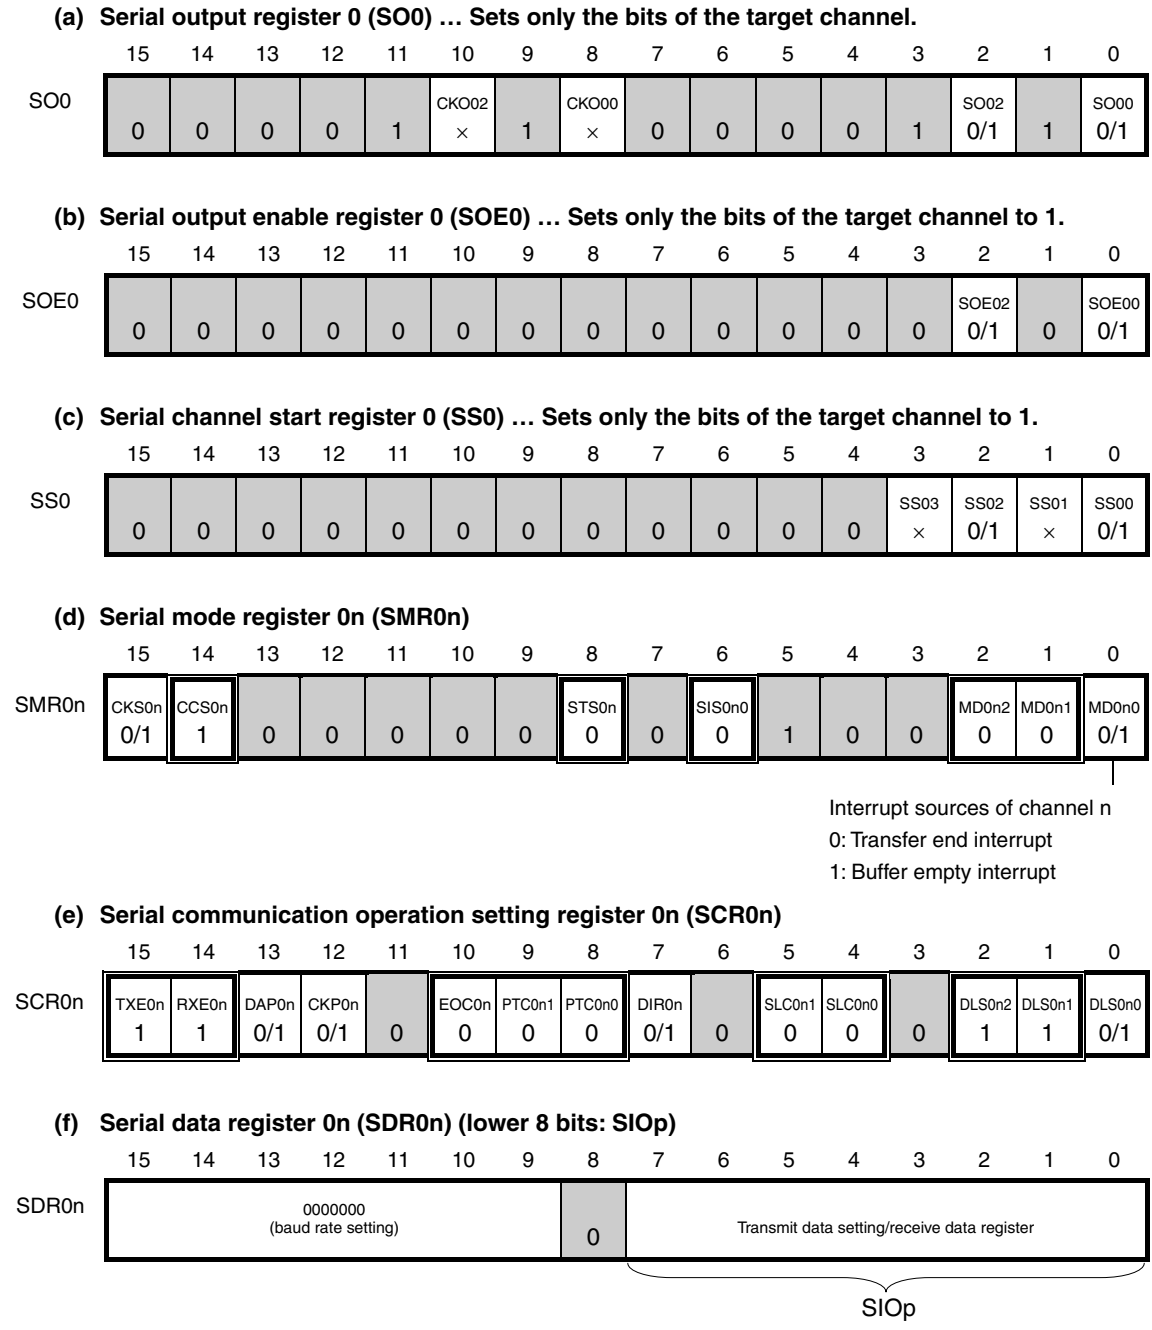 (a) Serial output register 0 (SO0) … Sets only the bits of the target channel.
15 14 13 12 11 10 9 8 7 6 5 4 3 2 1 0
SO0
CKO02 CKO00 SO02 SO00
0 0 0 0 1 × 1 × 0 0 0 0 1 0/1 1 0/1
(b) Serial output enable register 0 (SOE0) … Sets only the bits of the target channel to 1.
15 14 13 12 11 10 9 8 7 6 5 4 3 2 1 0
SOE0
SOE02 SOE00
0 0 0 0 0 0 0 0 0 0 0 0 0 0/1 0 0/1
(c) Serial channel start register 0 (SS0) … Sets only the bits of the target channel to 1.
15 14 13 12 11 10 9 8 7 6 5 4 3 2 1 0
SS0
SS03 SS02 SS01 SS00
0 0 0 0 0 0 0 0 0 0 0 0 × 0/1 × 0/1
(d) Serial mode register 0n (SMR0n)
15 14 13 12 11 10 9 8 7 6 5 4 3 2 1 0
SMR0n
CKS0n CCS0n STS0n SIS0n0 MD0n2 MD0n1 MD0n0
0/1 1 0 0 0 0 0 0 0 0 1 0 0 0 0 0/1
Interrupt sources of channel n
0: Transfer end interrupt
1: Buffer empty interrupt
(e) Serial communication operation setting register 0n (SCR0n)
15 14 13 12 11 10 9 8 7 6 5 4 3 2 1 0
SCR0n
TXE0n RXE0n DAP0n CKP0n EOC0n PTC0n1 PTC0n0 DIR0n SLC0n1 SLC0n0 DLS0n2 DLS0n1 DLS0n0
1 1 0/1 0/1 0 0 0 0 0/1 0 0 0 0 1 1 0/1
(f) Serial data register 0n (SDR0n) (lower 8 bits: SIOp)
15 14 13 12 11 10 9 8 7 6 5 4 3 2 1 0
SDR0n
0000000
(baud rate setting)
0
Transmit data setting/receive data register
SIOp